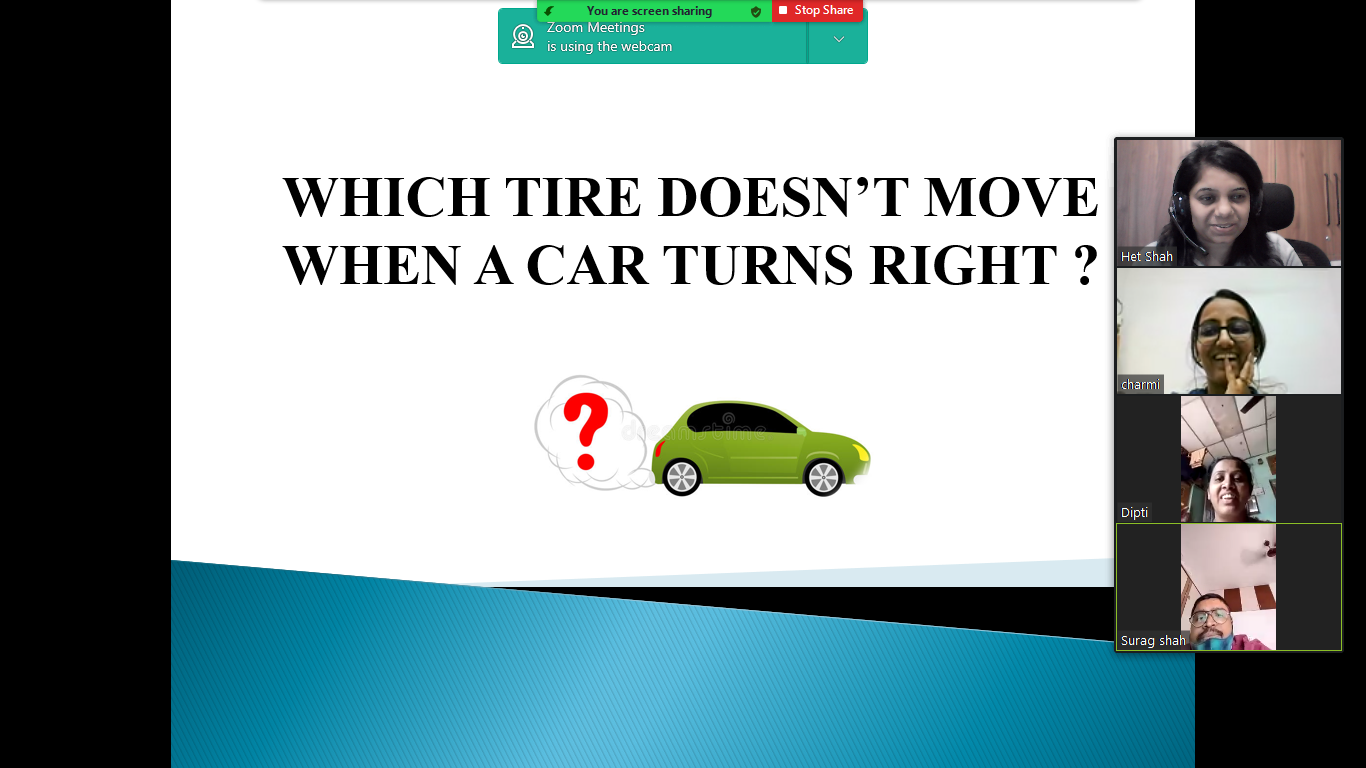 You are screen sharing
Stop Share
Zoom Meetings
is using the webcam
WHICH TIRE DOESN’T MOVE
WHEN A CAR TURNS RIGHT ?
?
dreamstime
Het Shah
charmi
Dipti
Surag shah